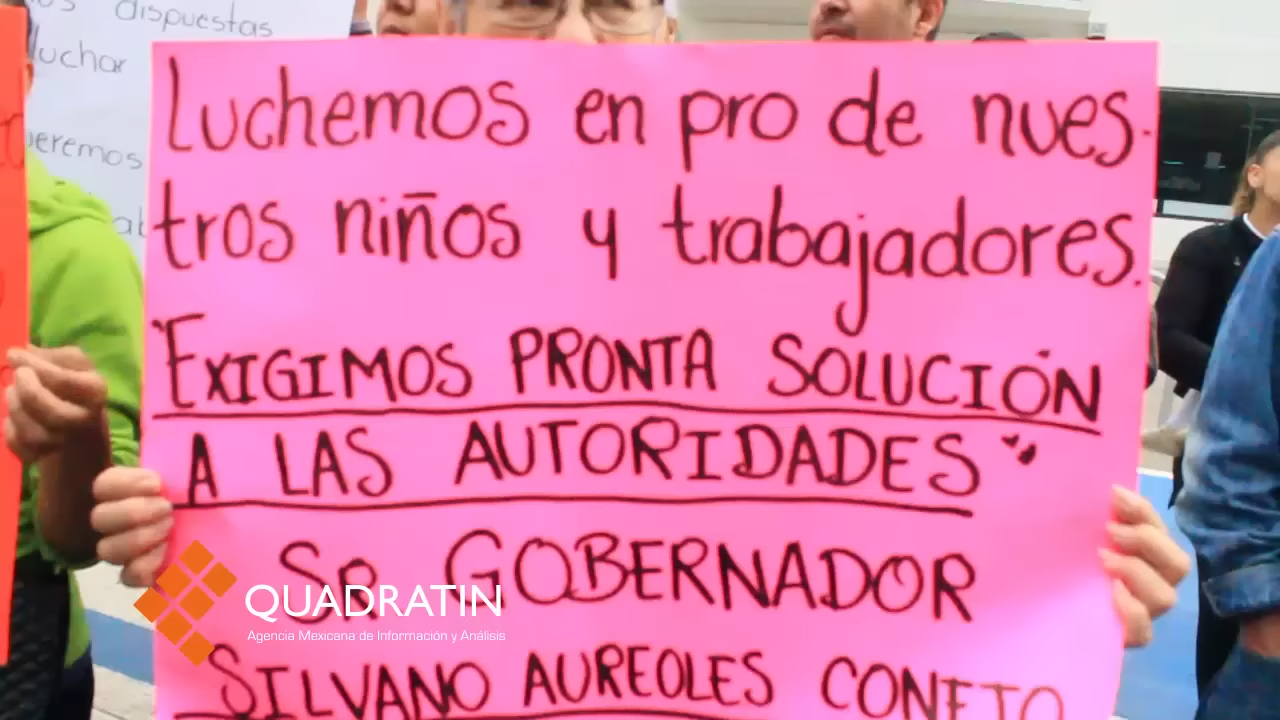 dispuestas
luchar
Luchemos en pro de nues-
tros niños y trabajadores.
"EXIGIMOS PRONTA SOLUCIÓN
A LAS AUTORIDADES"
SR. GOBERNADOR
SILVANO AUREOLES CONEJO
QUADRATIN
Agencia Mexicana de Información y Análisis